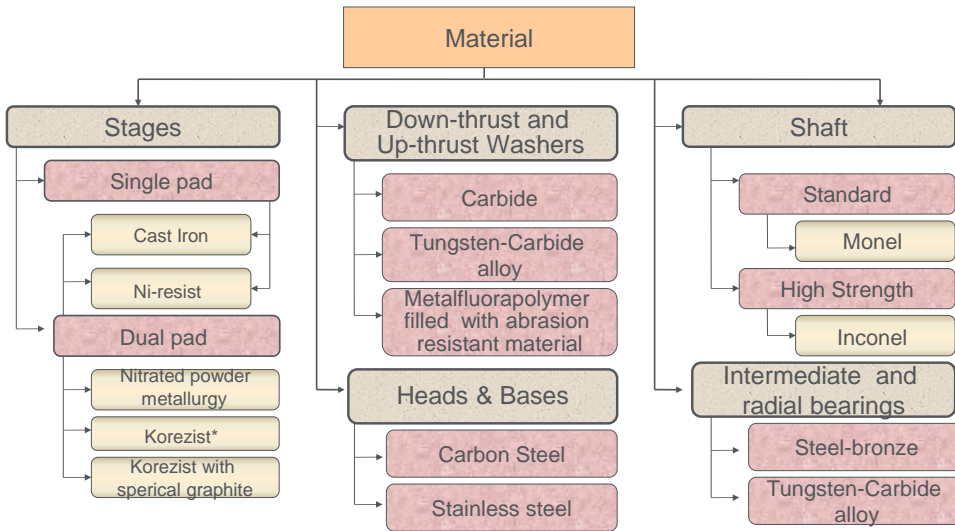 Material
Stages
Single pad
Cast Iron
Ni-resist
Dual pad
Nitrated powder
metallurgy
Korezist*
Korezist with
sperical graphite
Down-thrust and
Up-thrust Washers
Carbide
Tungsten-Carbide
alloy
Metalfluorapolymer
filled with abrasion
resistant material
Heads & Bases
Carbon Steel
Stainless steel
Shaft
Standard
Monel
High Strength
Inconel
Intermediate and
radial bearings
Steel-bronze
Tungsten-Carbide
alloy